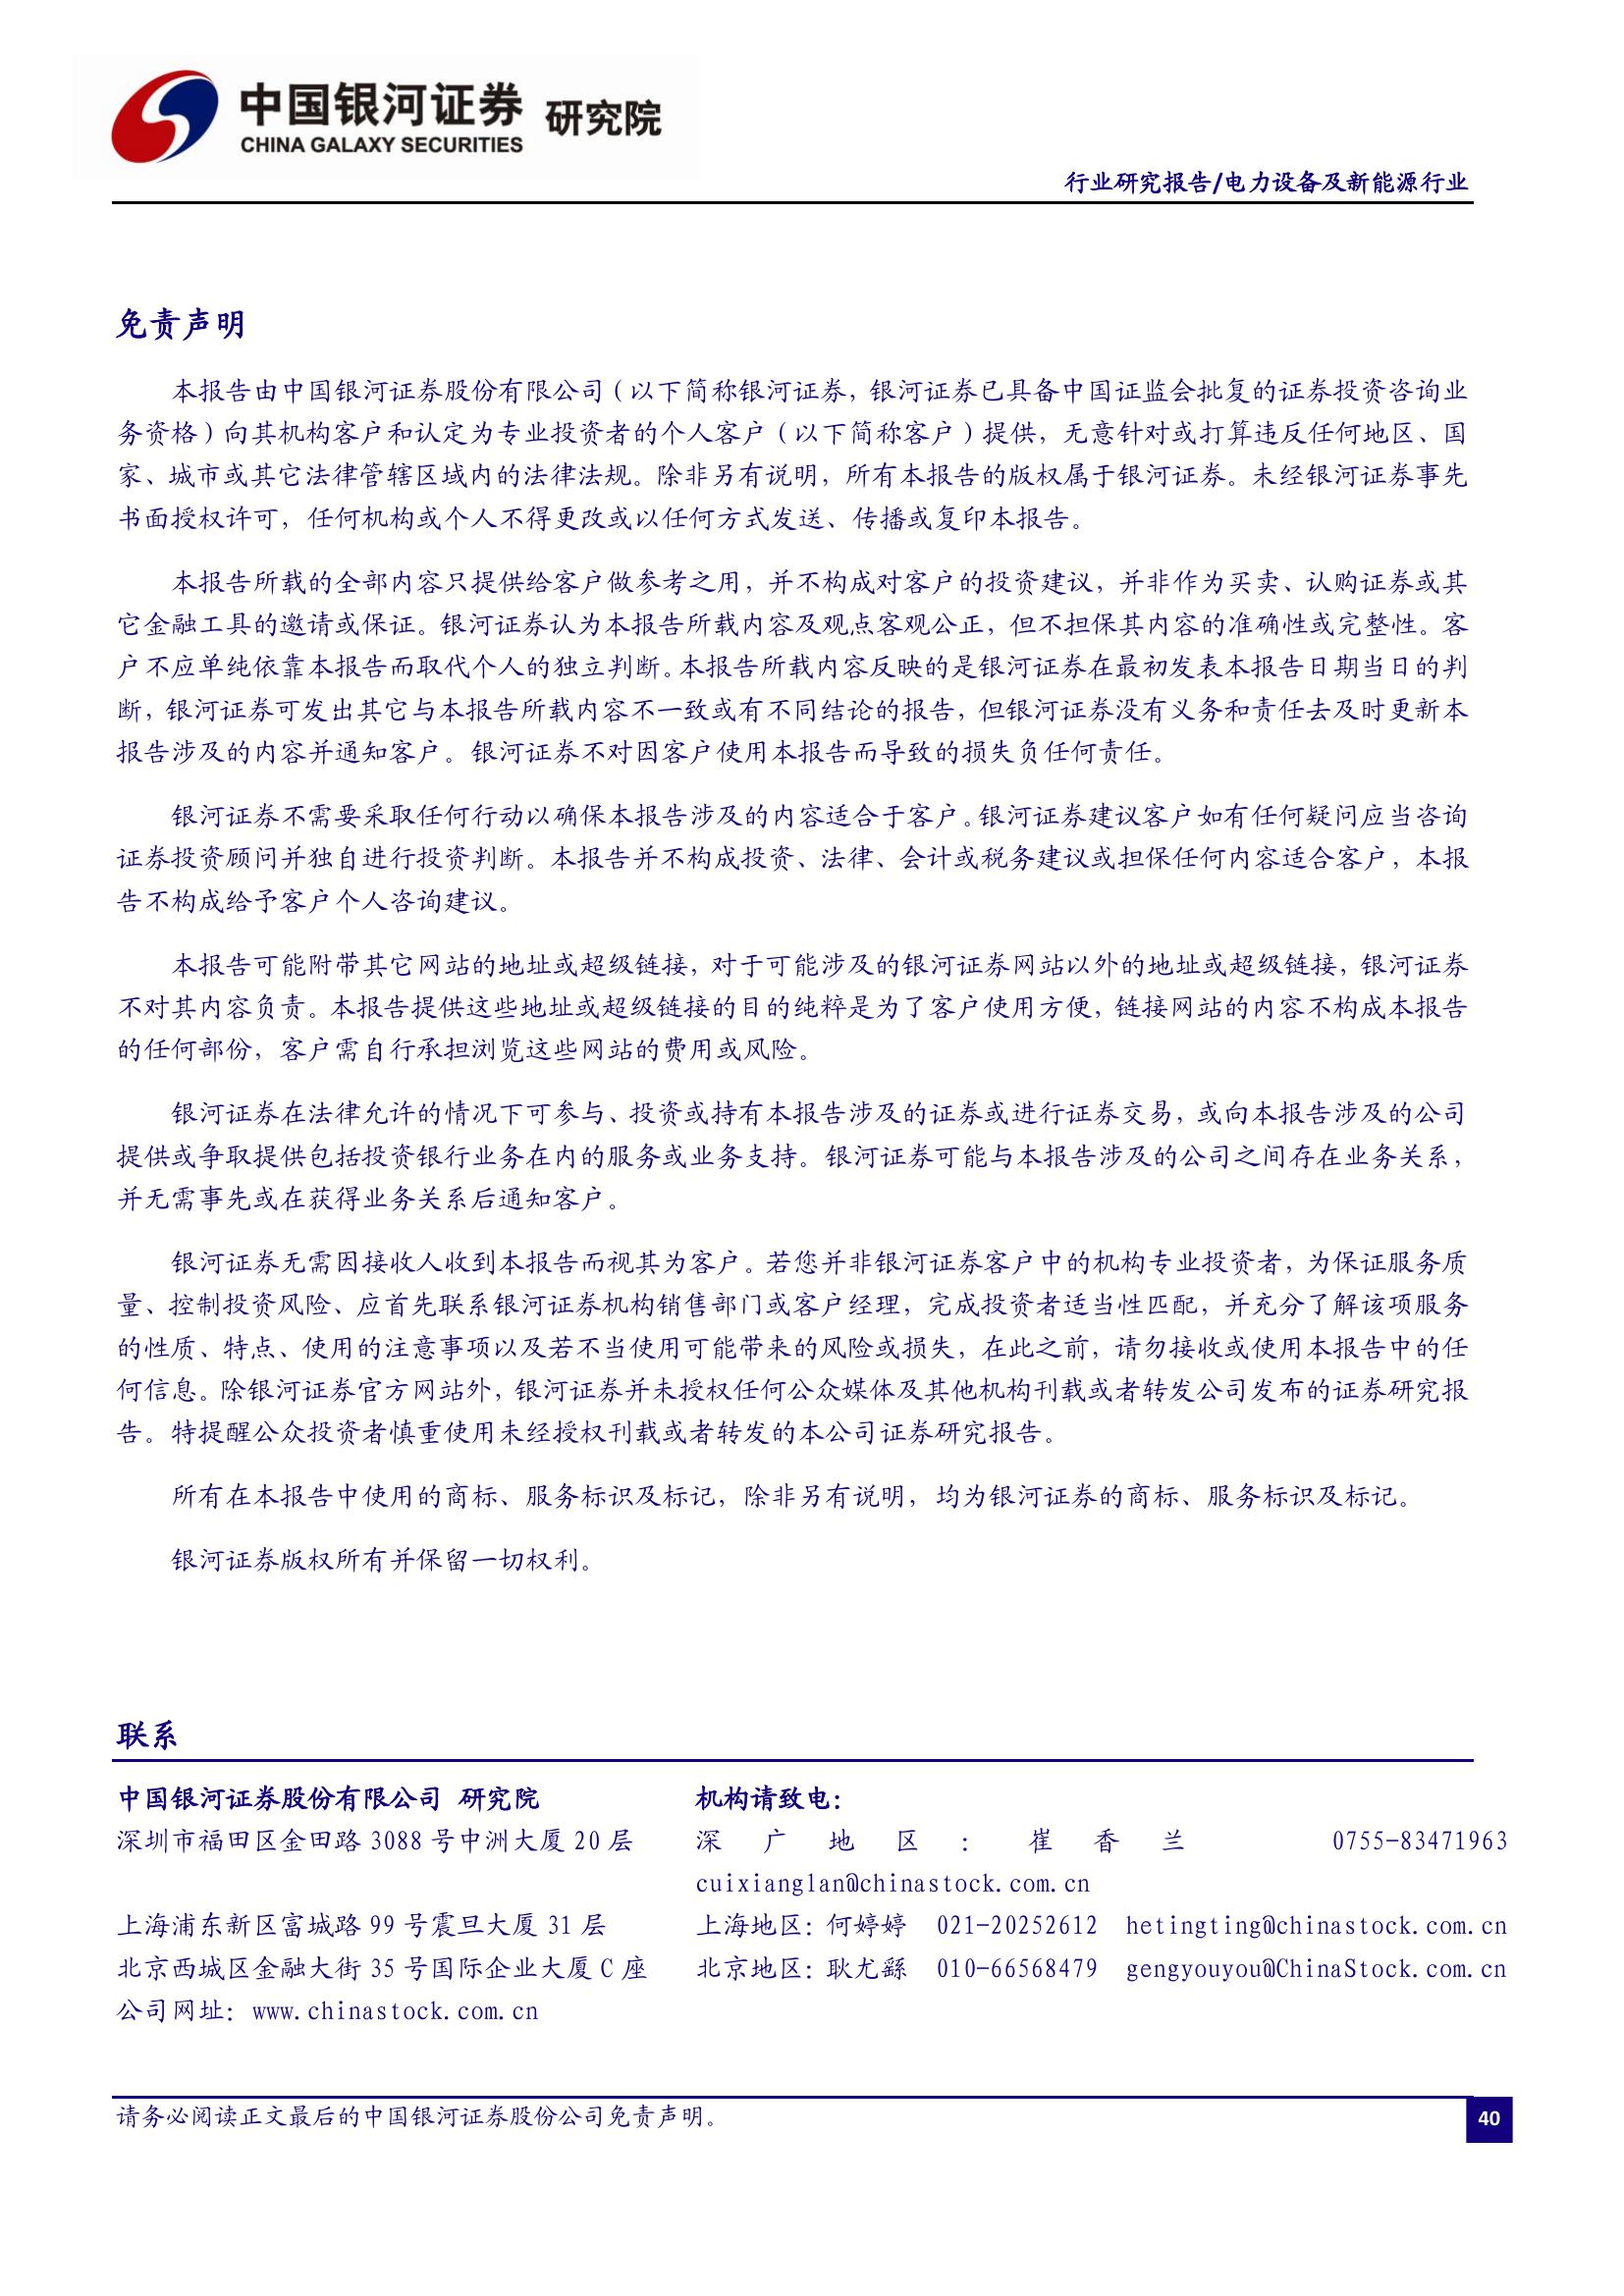 中国银河证券 研究院
CHINA GALAXY SECURITIES
行业研究报告/电力设备及新能源行业
免责声明
本报告由中国银河证券股份有限公司（以下简称银河证券，银河证券已具备中国证监会批复的证券投资咨询业
务资格）向其机构客户和认定为专业投资者的个人客户（以下简称客户）提供，无意针对或打算违反任何地区、国
家、城市或其它法律管辖区域内的法律法规。除非另有说明，所有本报告的版权属于银河证券。未经银河证券事先
书面授权许可，任何机构或个人不得更改或以任何方式发送、传播或复印本报告。
本报告所载的全部内容只提供给客户做参考之用，并不构成对客户的投资建议，并非作为买卖、认购证券或其
它金融工具的邀请或保证。银河证券认为本报告所载内容及观点客观公正，但不担保其内容的准确性或完整性。客
户不应单纯依靠本报告而取代个人的独立判断。本报告所载内容反映的是银河证券在最初发表本报告日期当日的判
断，银河证券可发出其它与本报告所载内容不一致或有不同结论的报告，但银河证券没有义务和责任去及时更新本
报告涉及的内容并通知客户。银河证券不对因客户使用本报告而导致的损失负任何责任。
银河证券不需要采取任何行动以确保本报告涉及的内容适合于客户。银河证券建议客户如有任何疑问应当咨询
证券投资顾问并独自进行投资判断。本报告并不构成投资、法律、会计或税务建议或担保任何内容适合客户，本报
告不构成给予客户个人咨询建议。
本报告可能附带其它网站的地址或超级链接，对于可能涉及的银河证券网站以外的地址或超级链接，银河证券
不对其内容负责。本报告提供这些地址或超级链接的目的纯粹是为了客户使用方便，链接网站的内容不构成本报告
的任何部份，客户需自行承担浏览这些网站的费用或风险。
银河证券在法律允许的情况下可参与、投资或持有本报告涉及的证券或进行证券交易，或向本报告涉及的公司
提供或争取提供包括投资银行业务在内的服务或业务支持。银河证券可能与本报告涉及的公司之间存在业务关系，
并无需事先或在获得业务关系后通知客户。
银河证券无需因接收人收到本报告而视其为客户。若您并非银河证券客户中的机构专业投资者，为保证服务质
量、控制投资风险、应首先联系银河证券机构销售部门或客户经理，完成投资者适当性匹配，并充分了解该项服务
的性质、特点、使用的注意事项以及若不当使用可能带来的风险或损失，在此之前，请勿接收或使用本报告中的任
何信息。除银河证券官方网站外，银河证券并未授权任何公众媒体及其他机构刊载或者转发公司发布的证券研究报
告。特提醒公众投资者慎重使用未经授权刊载或者转发的本公司证券研究报告。
所有在本报告中使用的商标、服务标识及标记，除非另有说明，均为银河证券的商标、服务标识及标记。
银河证券版权所有并保留一切权利。
联系
中国银河证券股份有限公司 研究院 机构请致电：
深圳市福田区金田路 3088 号中洲大厦 20 层 深广地区：崔香兰 0755-83471963
cuixianglan@chinastock.com.cn
上海浦东新区富城路 99 号震旦大厦 31 层 上海地区：何婷婷 021-20252612 hetingting@chinastock.com.cn
北京西城区金融大街 35 号国际企业大厦 C 座 北京地区：耿尤繇 010-66568479 gengyouyou@ChinaStock.com.cn
公司网址：www.chinastock.com.cn
请务必阅读正文最后的中国银河证券股份公司免责声明。
40